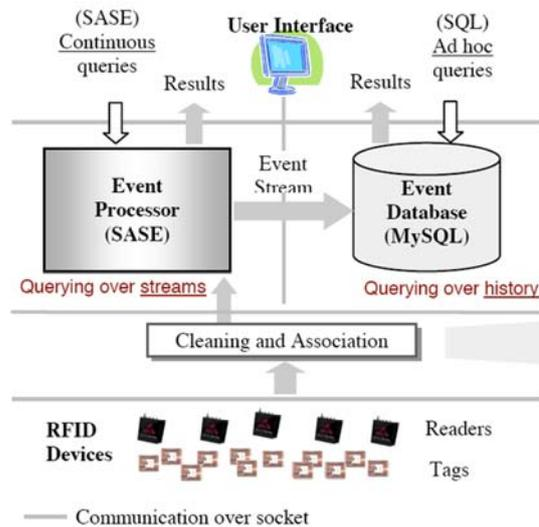 (SASE)
Continuous
queries
User Interface
(SQL)
Ad hoc
queries
Results
Results
Event
Processor
(SASE)
Event
Stream
Event
Database
(MySQL)
Querying over streams
Querying over history
Cleaning and Association
RFID
Devices
Readers
Tags
Communication over socket